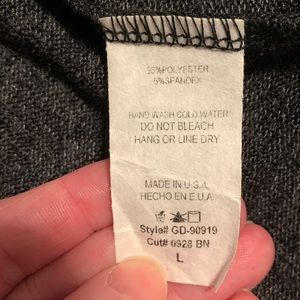 95%POLYESTER
5%SPANDEX
HAND WASH COLD WATER
DO NOT BLEACH
HANG OR LINE DRY
MADE IN U.S.A.
HECHO EN E.U.A.
Style# GD-90919
Cut# 0928 BN
L